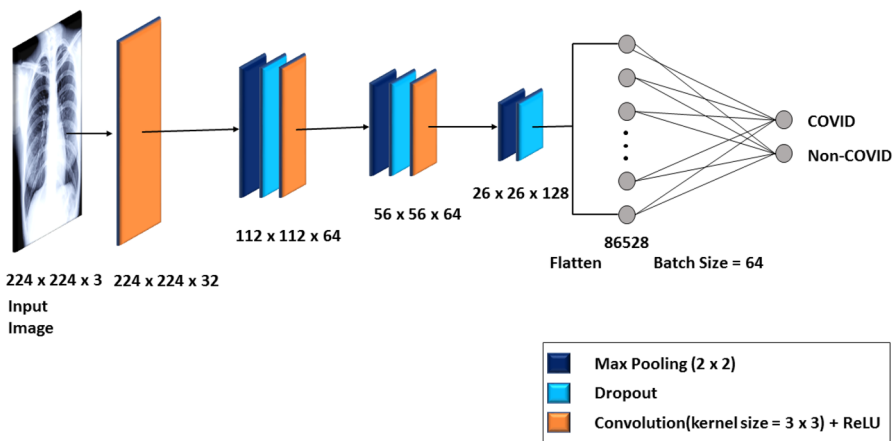 COVID
Non-COVID
26 x 26 x 128
56 x 56 x 64
112 x 112 x 64
86528
Flatten Batch Size = 64
224 x 224 x 3 224 x 224 x 32
Input
Image
Max Pooling (2 x 2)
Dropout
Convolution(kernel size = 3 x 3) + ReLU